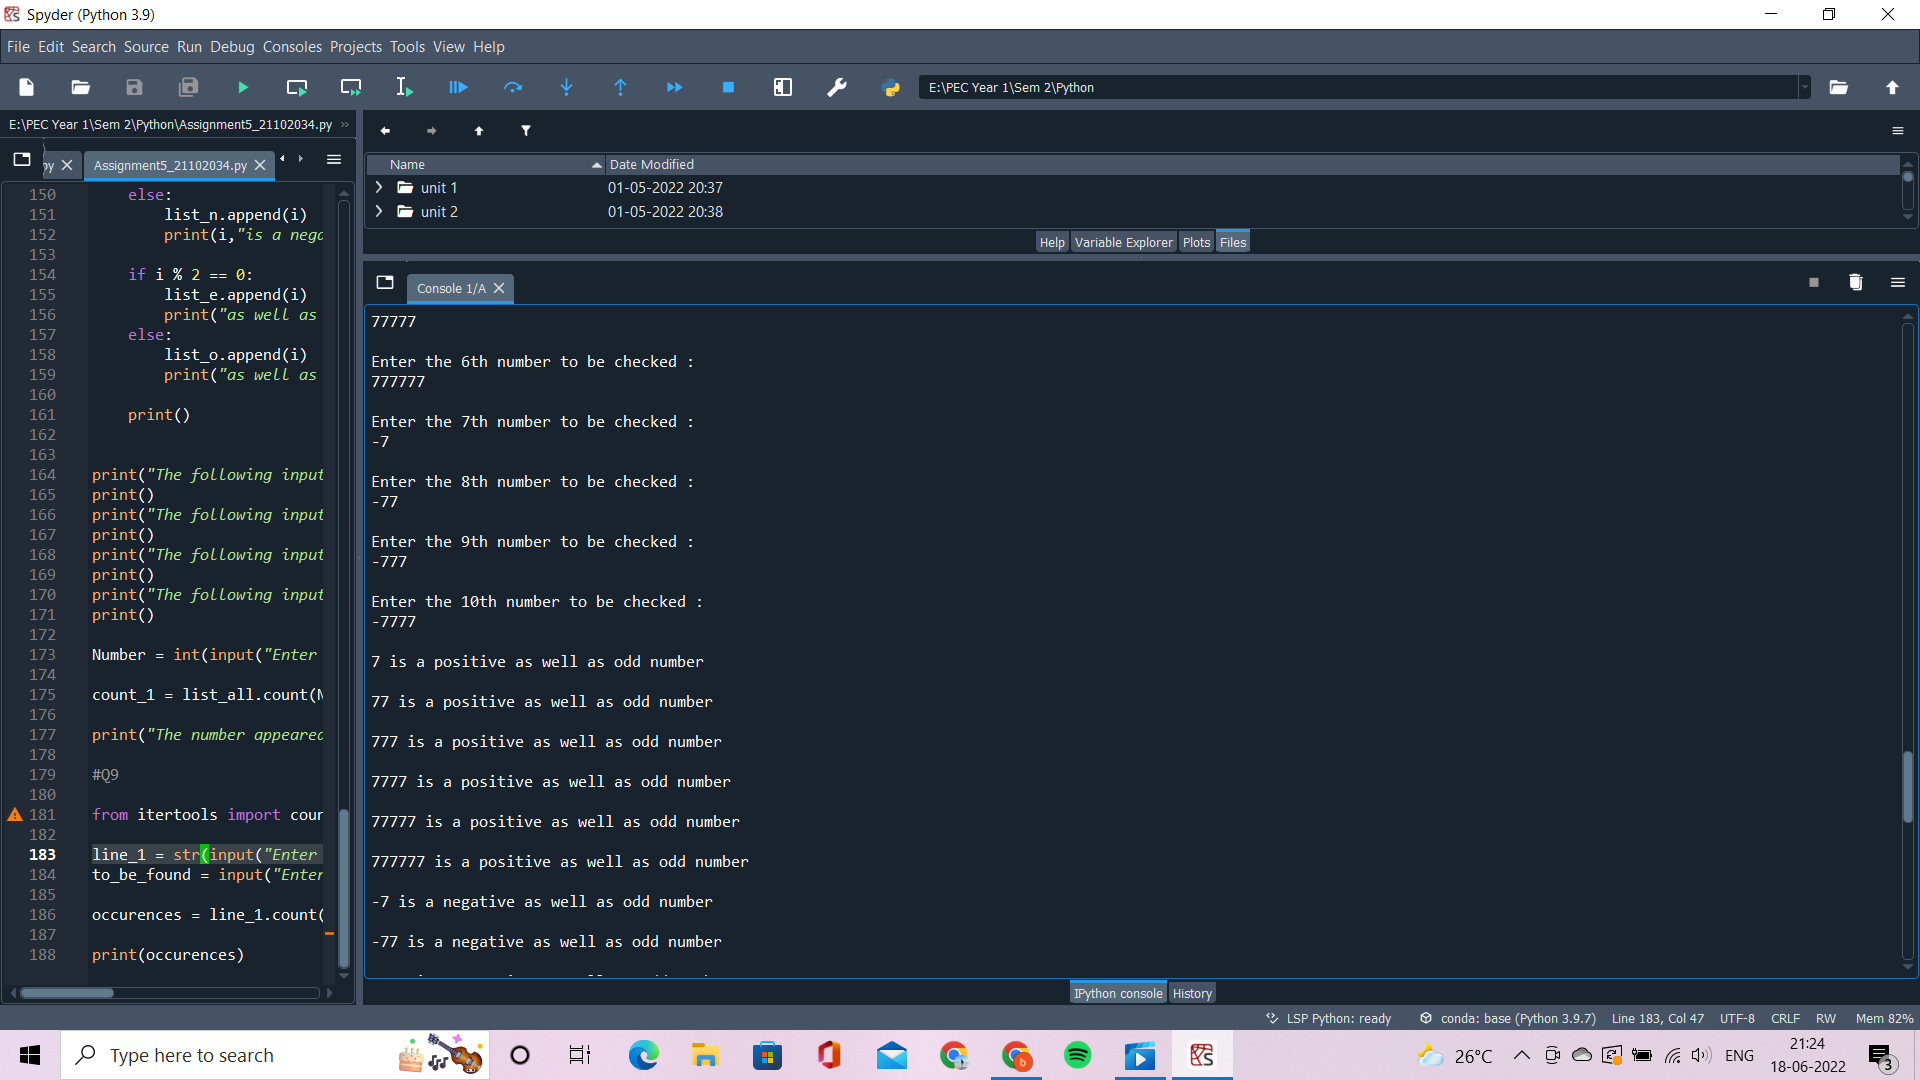 Spyder (Python 3.9)
File Edit Search Source Run Debug Consoles Projects Tools View Help
E:\PEC Year 1\Sem 2\Python
E:\PEC Year 1\Sem 2\Python\Assignment5_21102034.py
py
Assignment5_21102034.py
150 else:
151 list_n.append(i)
152 print(i,"is a nega
153
154 if i % 2 == 0:
155 list_e.append(i)
156 print("as well as
157 else:
158 list_o.append(i)
159 print("as well as
160
161 print()
162
163
164 print("The following input
165 print()
166 print("The following input
167 print()
168 print("The following input
169 print()
170 print("The following input
171 print()
172
173 Number = int(input("Enter
174
175 count_1 = list_all.count(N
176
177 print("The number appeared
178
179 #Q9
180
181 from itertools import coun
182
183 line_1 = str(input("Enter
184 to_be_found = input("Enter
185
186 occurences = line_1.count(
187
188 print(occurences)
Name Date Modified
unit 1 01-05-2022 20:37
unit 2 01-05-2022 20:38
Help Variable Explorer Plots Files
Console 1/A
77777
Enter the 6th number to be checked :
777777
Enter the 7th number to be checked :
-7
Enter the 8th number to be checked :
-77
Enter the 9th number to be checked :
-777
Enter the 10th number to be checked :
-7777
7 is a positive as well as odd number
77 is a positive as well as odd number
777 is a positive as well as odd number
7777 is a positive as well as odd number
77777 is a positive as well as odd number
777777 is a positive as well as odd number
-7 is a negative as well as odd number
-77 is a negative as well as odd number
IPython console History
LSP Python: ready conda: base (Python 3.9.7) Line 183, Col 47 UTF-8 CRLF RW Mem 82%
Type here to search
26°C ENG
21:24
18-06-2022
3